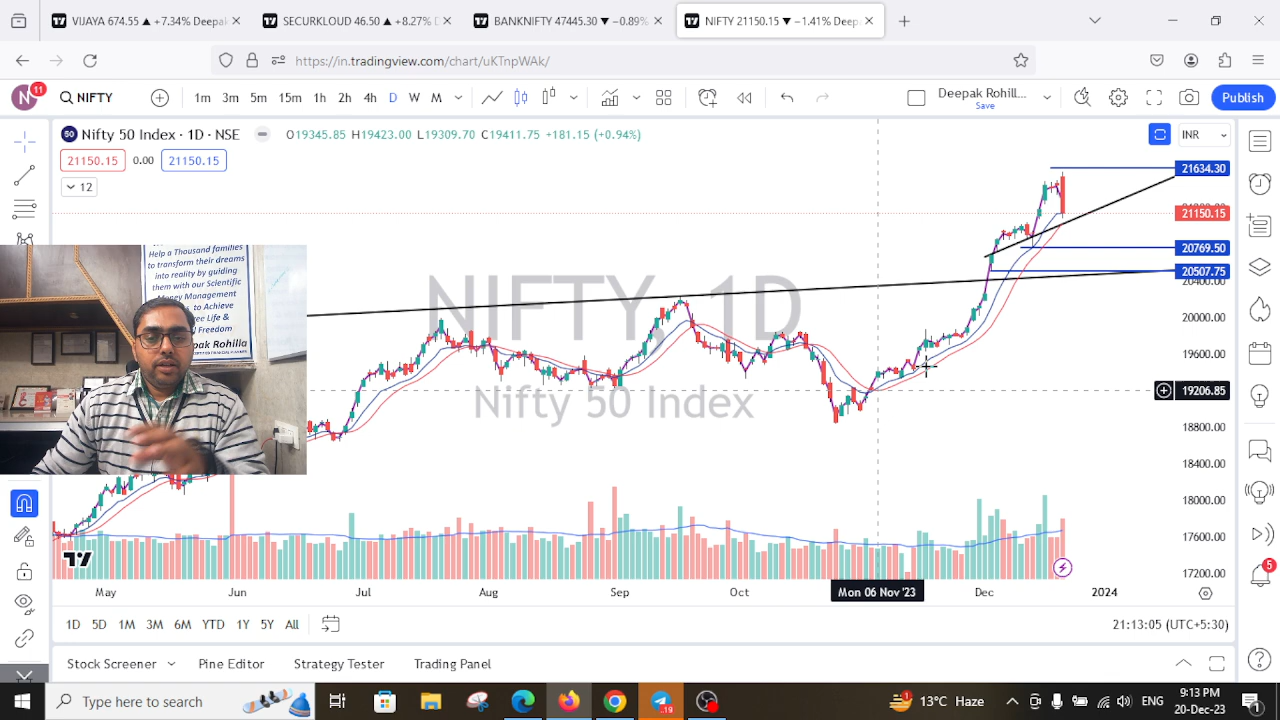 VIJAYA 674.55 ▲ +7.34% Deepak
SECURKLOUD 46.50 ▲ +8.27% D
BANKNIFTY 47445.30 ▼ −0.89%
NIFTY 21150.15 ▼ −1.41% Deep
https://in.tradingview.com/chart/uKTnpWAk/
N 11 NIFTY 1m 3m 5m 15m 1h 2h 4h D W M Deepak Rohill... Save Publish
50 Nifty 50 Index · 1D · NSE O19345.85 H19423.00 L19309.70 C19411.75 +181.15 (+0.94%)
INR
21150.15 0.00 21150.15
12
21634.30
21150.15
20769.50
20507.75
20400.00
20000.00
19600.00
19206.85
18800.00
18400.00
18000.00
17600.00
17200.00
NIFTY, 1D
Nifty 50 Index
Help a Thousand families
to transform their dreams
into reality by guiding
them with our Scientific
Management
to Achieve
Life &
Freedom
Rohilla
May Jun Jul Aug Sep Oct Mon 06 Nov '23 Dec 2024
1D 5D 1M 3M 6M YTD 1Y 5Y All 21:13:05 (UTC+5:30)
5
Stock Screener Pine Editor Strategy Tester Trading Panel
Type here to search
19
1
13°C Haze
ENG
9:13 PM
20-Dec-23
1